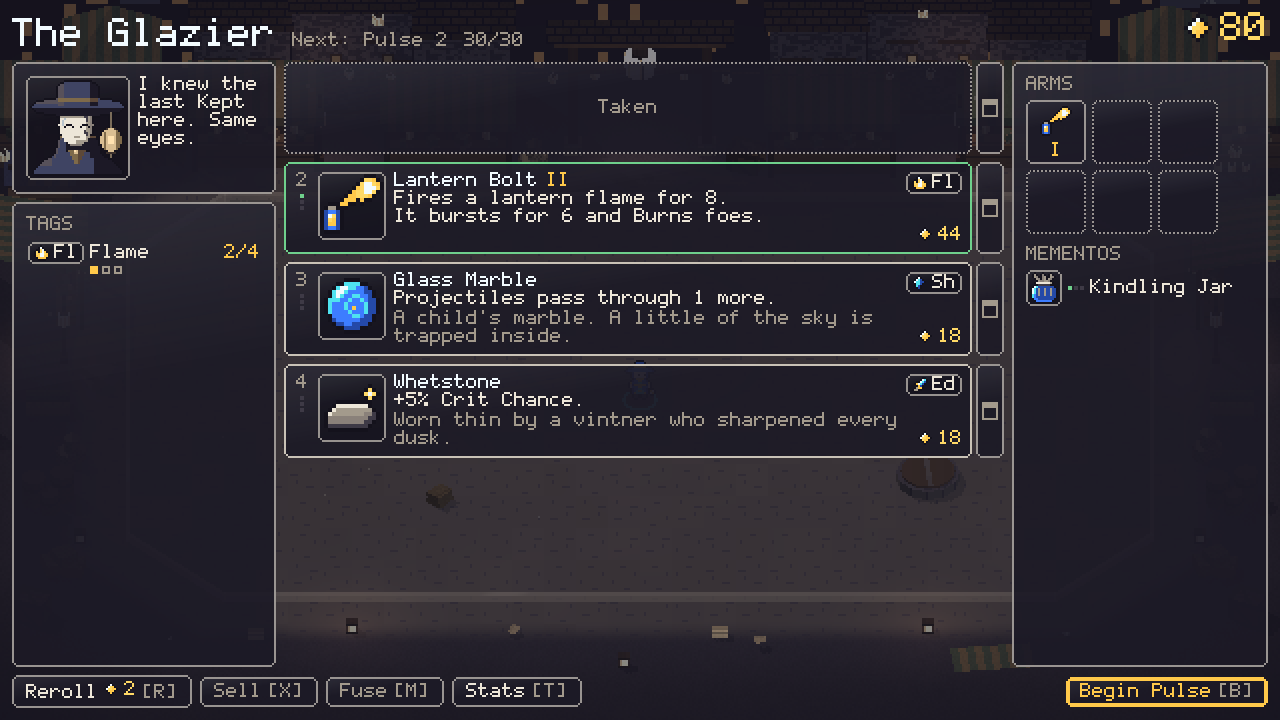 The Glazier
Next: Pulse 2 30/30
80
I knew the
last Kept
here. Same
eyes.
TAGS
Fl Flame 2/4
Taken
2
Lantern Bolt II
Fl
Fires a lantern flame for 8.
It bursts for 6 and Burns foes.
44
3
Glass Marble
Sh
Projectiles pass through 1 more.
A child's marble. A little of the sky is
trapped inside.
18
4
Whetstone
Ed
+5% Crit Chance.
Worn thin by a vintner who sharpened every
dusk.
18
ARMS
I
MEMENTOS
Kindling Jar
Reroll 2 [R]
Sell [X]
Fuse [M]
Stats [T]
Begin Pulse [B]